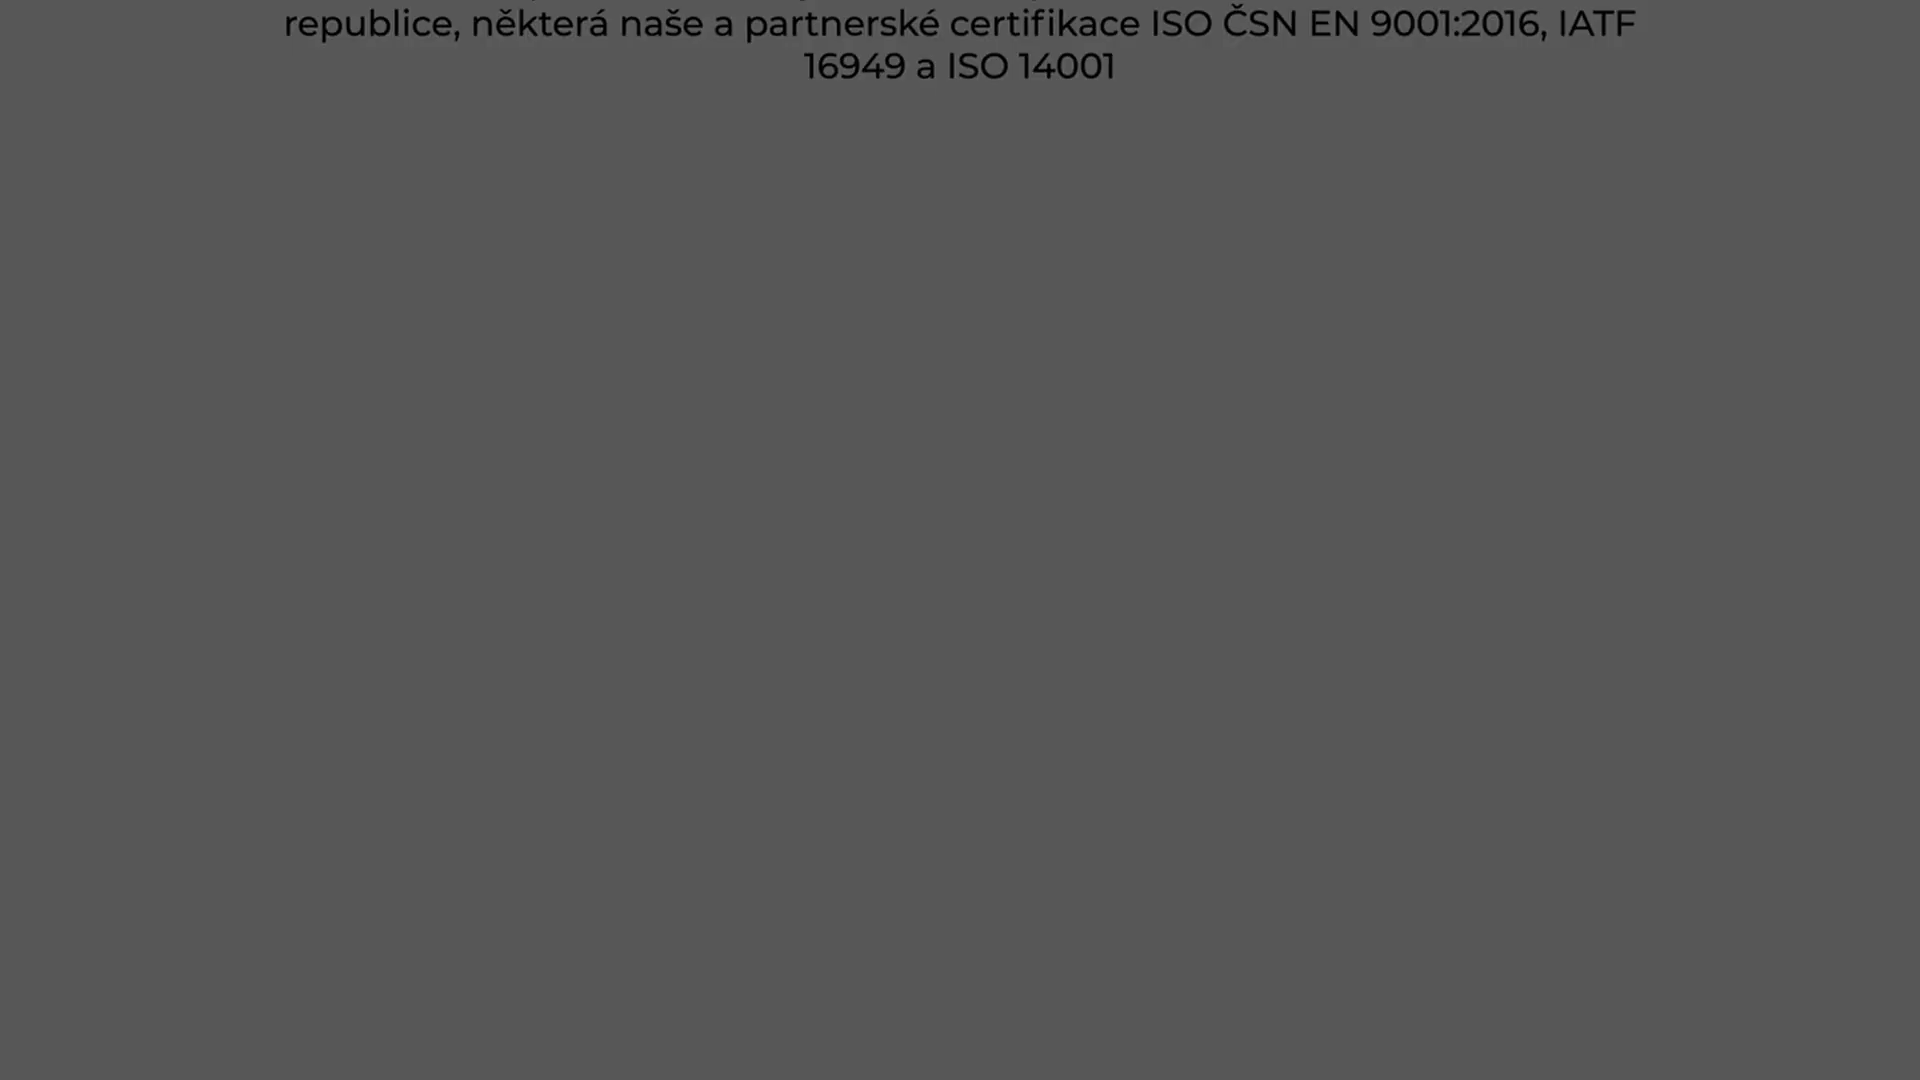 republice, některá naše a partnerské certifikace ISO ČSN EN 9001:2016, IATF
16949 a ISO 14001